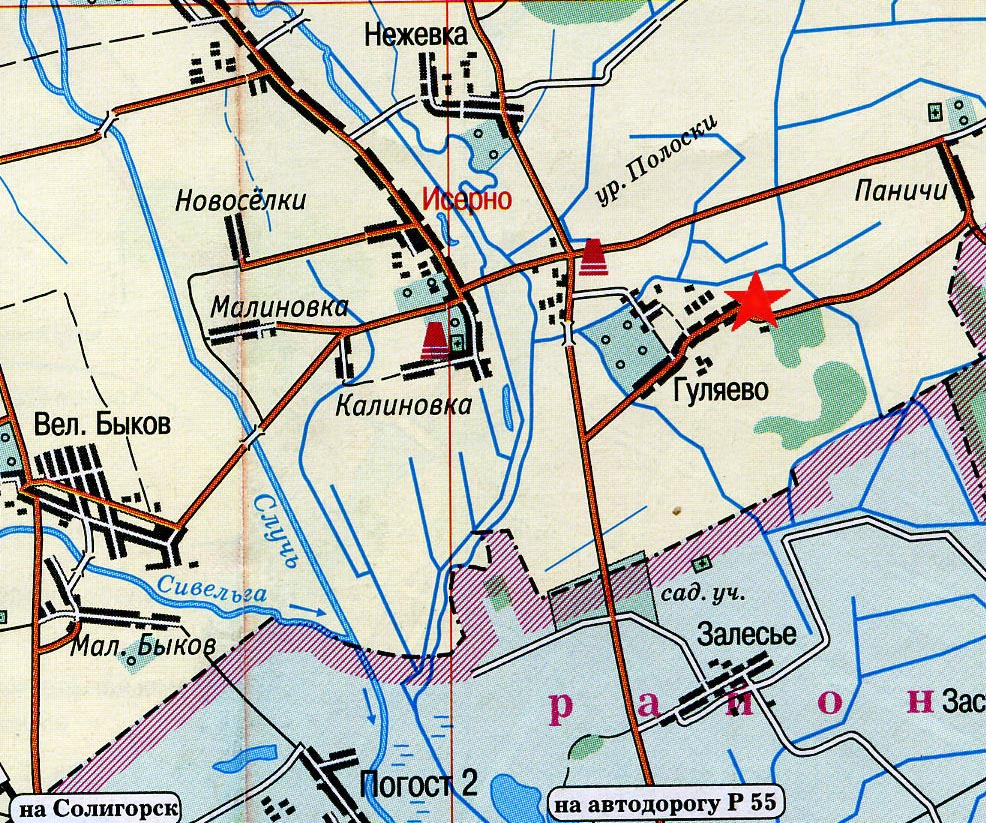 Нежевка
ур. Полоски
Паничи
Исерно
Новосёлки
Малиновка
Гуляево
Калиновка
Вел. Быков
Случь
Сивельга
сад. уч.
Залесье
Мал. Быков
район
Зас
Погост 2
на Солигорск
на автодорогу Р 55